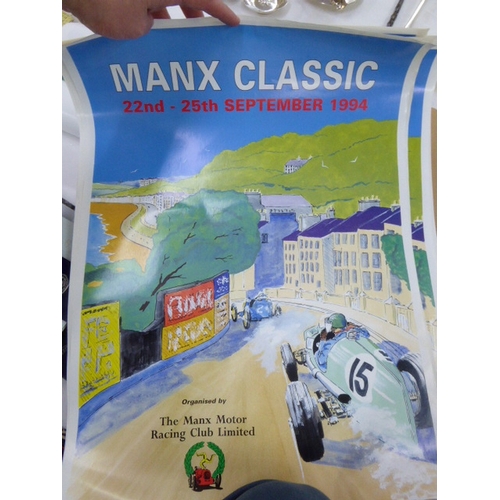 MANX CLASSIC
22nd - 25th SEPTEMBER 1994
15
Organised by
The Manx Motor
Racing Club Limited